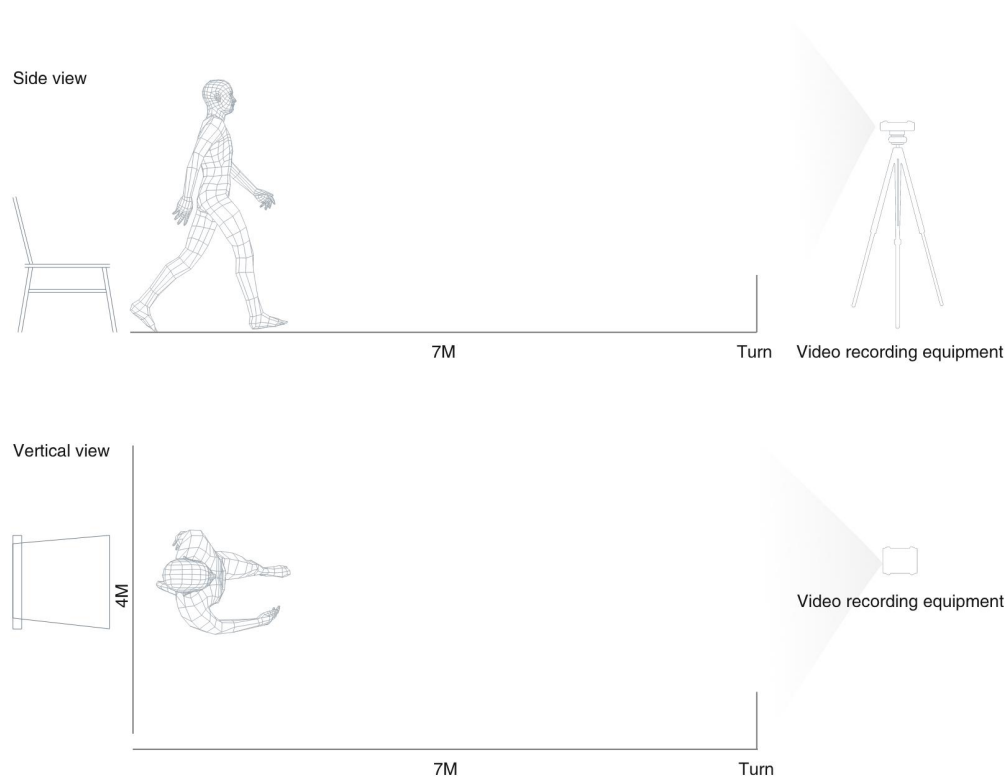 Side view
7M
Turn
Video recording equipment
Vertical view
4M
Video recording equipment
7M
Turn